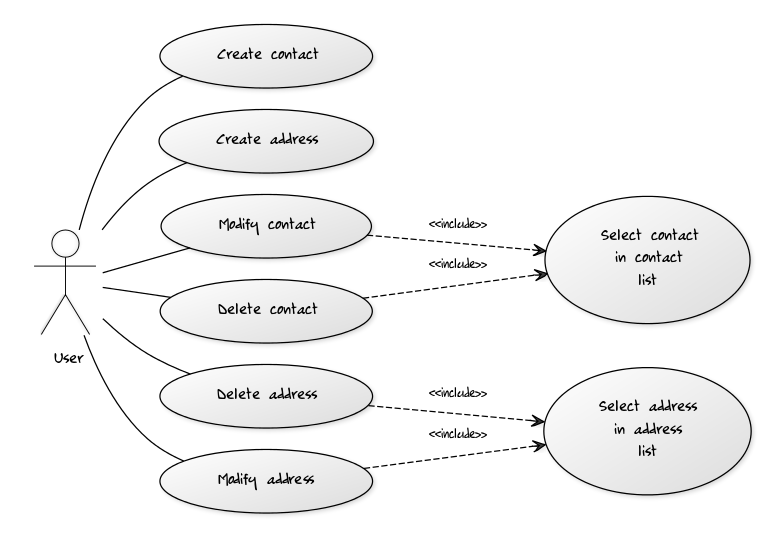 Create contact
Create address
Modify contact
<<include>>
Select contact
in contact
list
<<include>>
Delete contact
User
Delete address
<<include>>
Select address
in address
list
<<include>>
Modify address